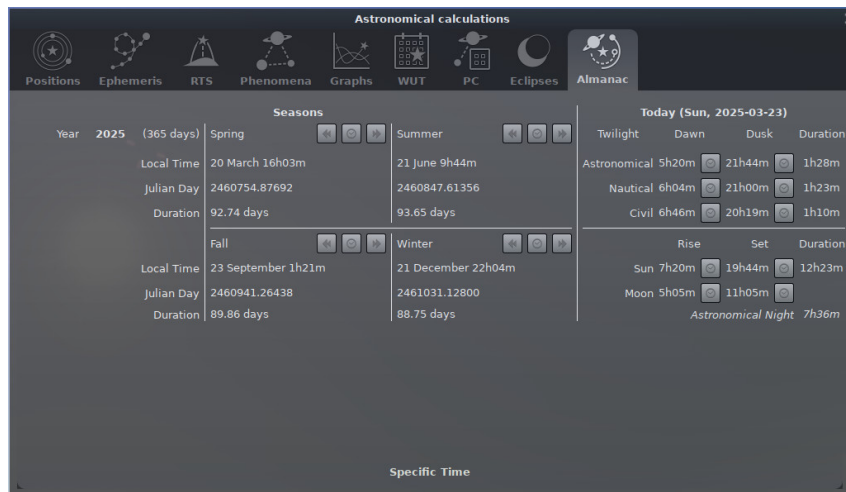 Astronomical calculations
Positions Ephemeris RTS Phenomena Graphs WUT PC Eclipses Almanac
Seasons
Year 2025 (365 days) Spring Summer
Local Time 20 March 16h03m 21 June 9h44m
Julian Day 2460754.87692 2460847.61356
Duration 92.74 days 93.65 days
Fall Winter
Local Time 23 September 1h21m 21 December 22h04m
Julian Day 2460941.26438 2461031.12800
Duration 89.86 days 88.75 days
Today (Sun, 2025-03-23)
Twilight Dawn Dusk Duration
Astronomical 5h20m 21h44m 1h28m
Nautical 6h04m 21h00m 1h23m
Civil 6h46m 20h19m 1h10m
Rise Set Duration
Sun 7h20m 19h44m 12h23m
Moon 5h05m 11h05m
Astronomical Night 7h36m
Specific Time